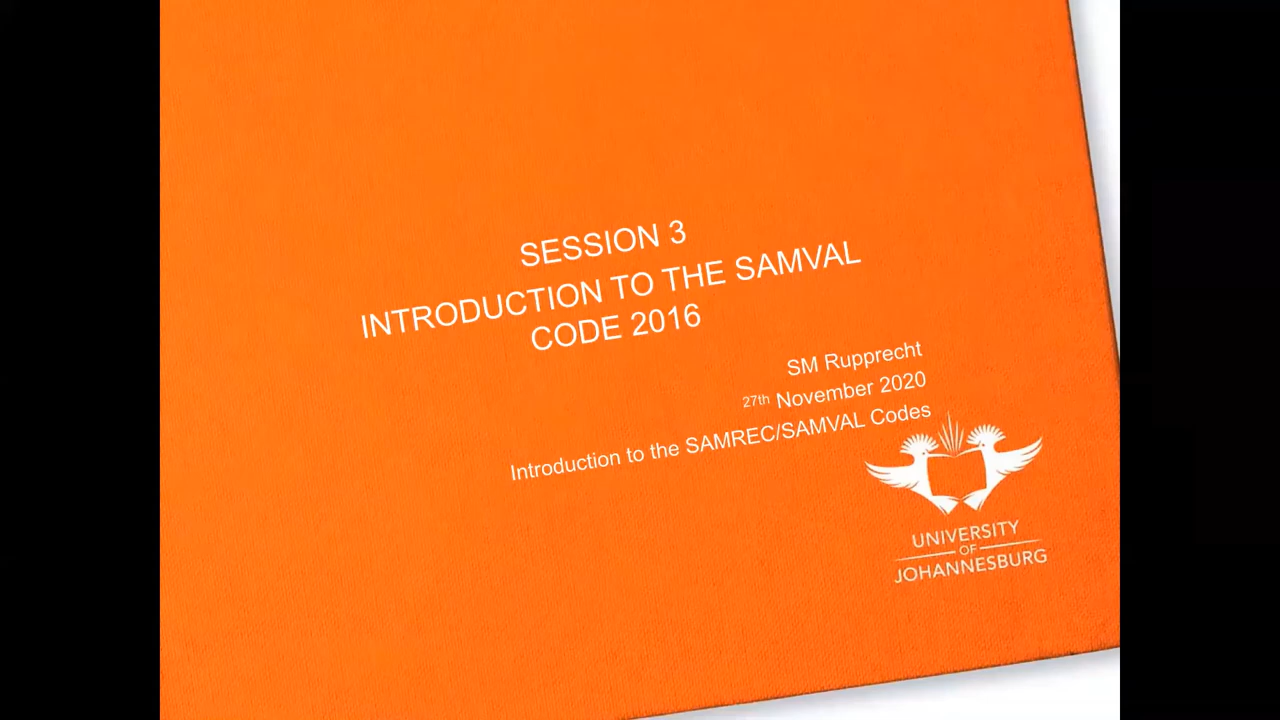 SESSION 3
INTRODUCTION TO THE SAMVAL
CODE 2016
SM Rupprecht
27th November 2020
Introduction to the SAMREC/SAMVAL Codes
UNIVERSITY
OF
JOHANNESBURG